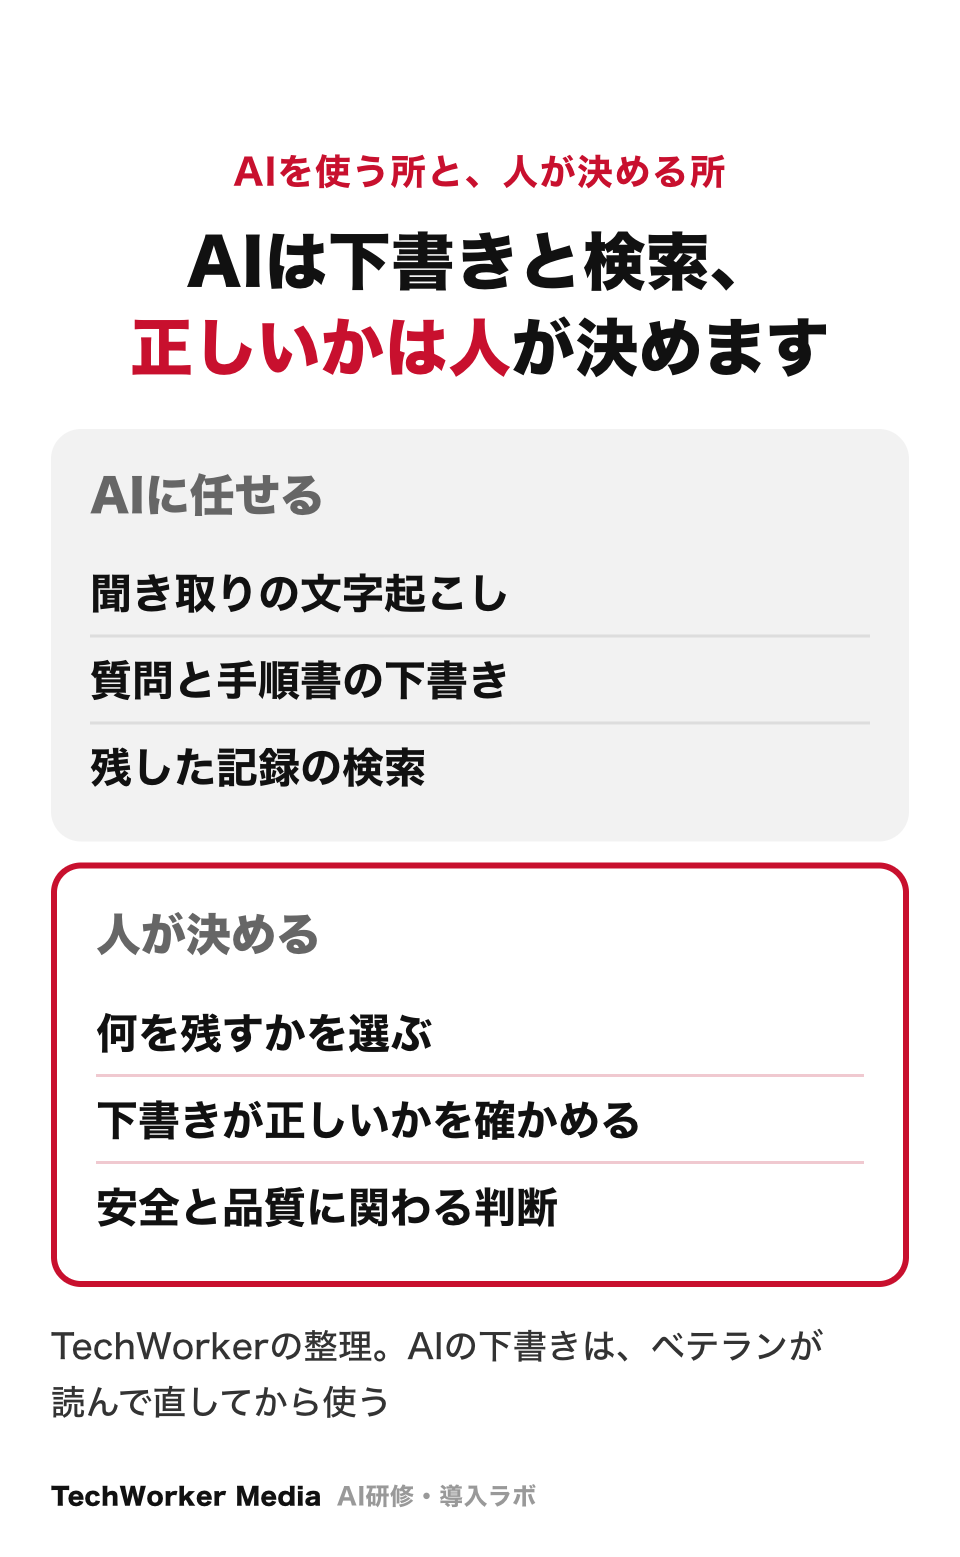 AIを使う所と、人が決める所
AIは下書きと検索、
正しいかは人が決めます
AIに任せる
聞き取りの文字起こし
質問と手順書の下書き
残した記録の検索
人が決める
何を残すかを選ぶ
下書きが正しいかを確かめる
安全と品質に関わる判断
TechWorkerの整理。AIの下書きは、ベテランが
読んで直してから使う
TechWorker Media AI研修・導入ラボ